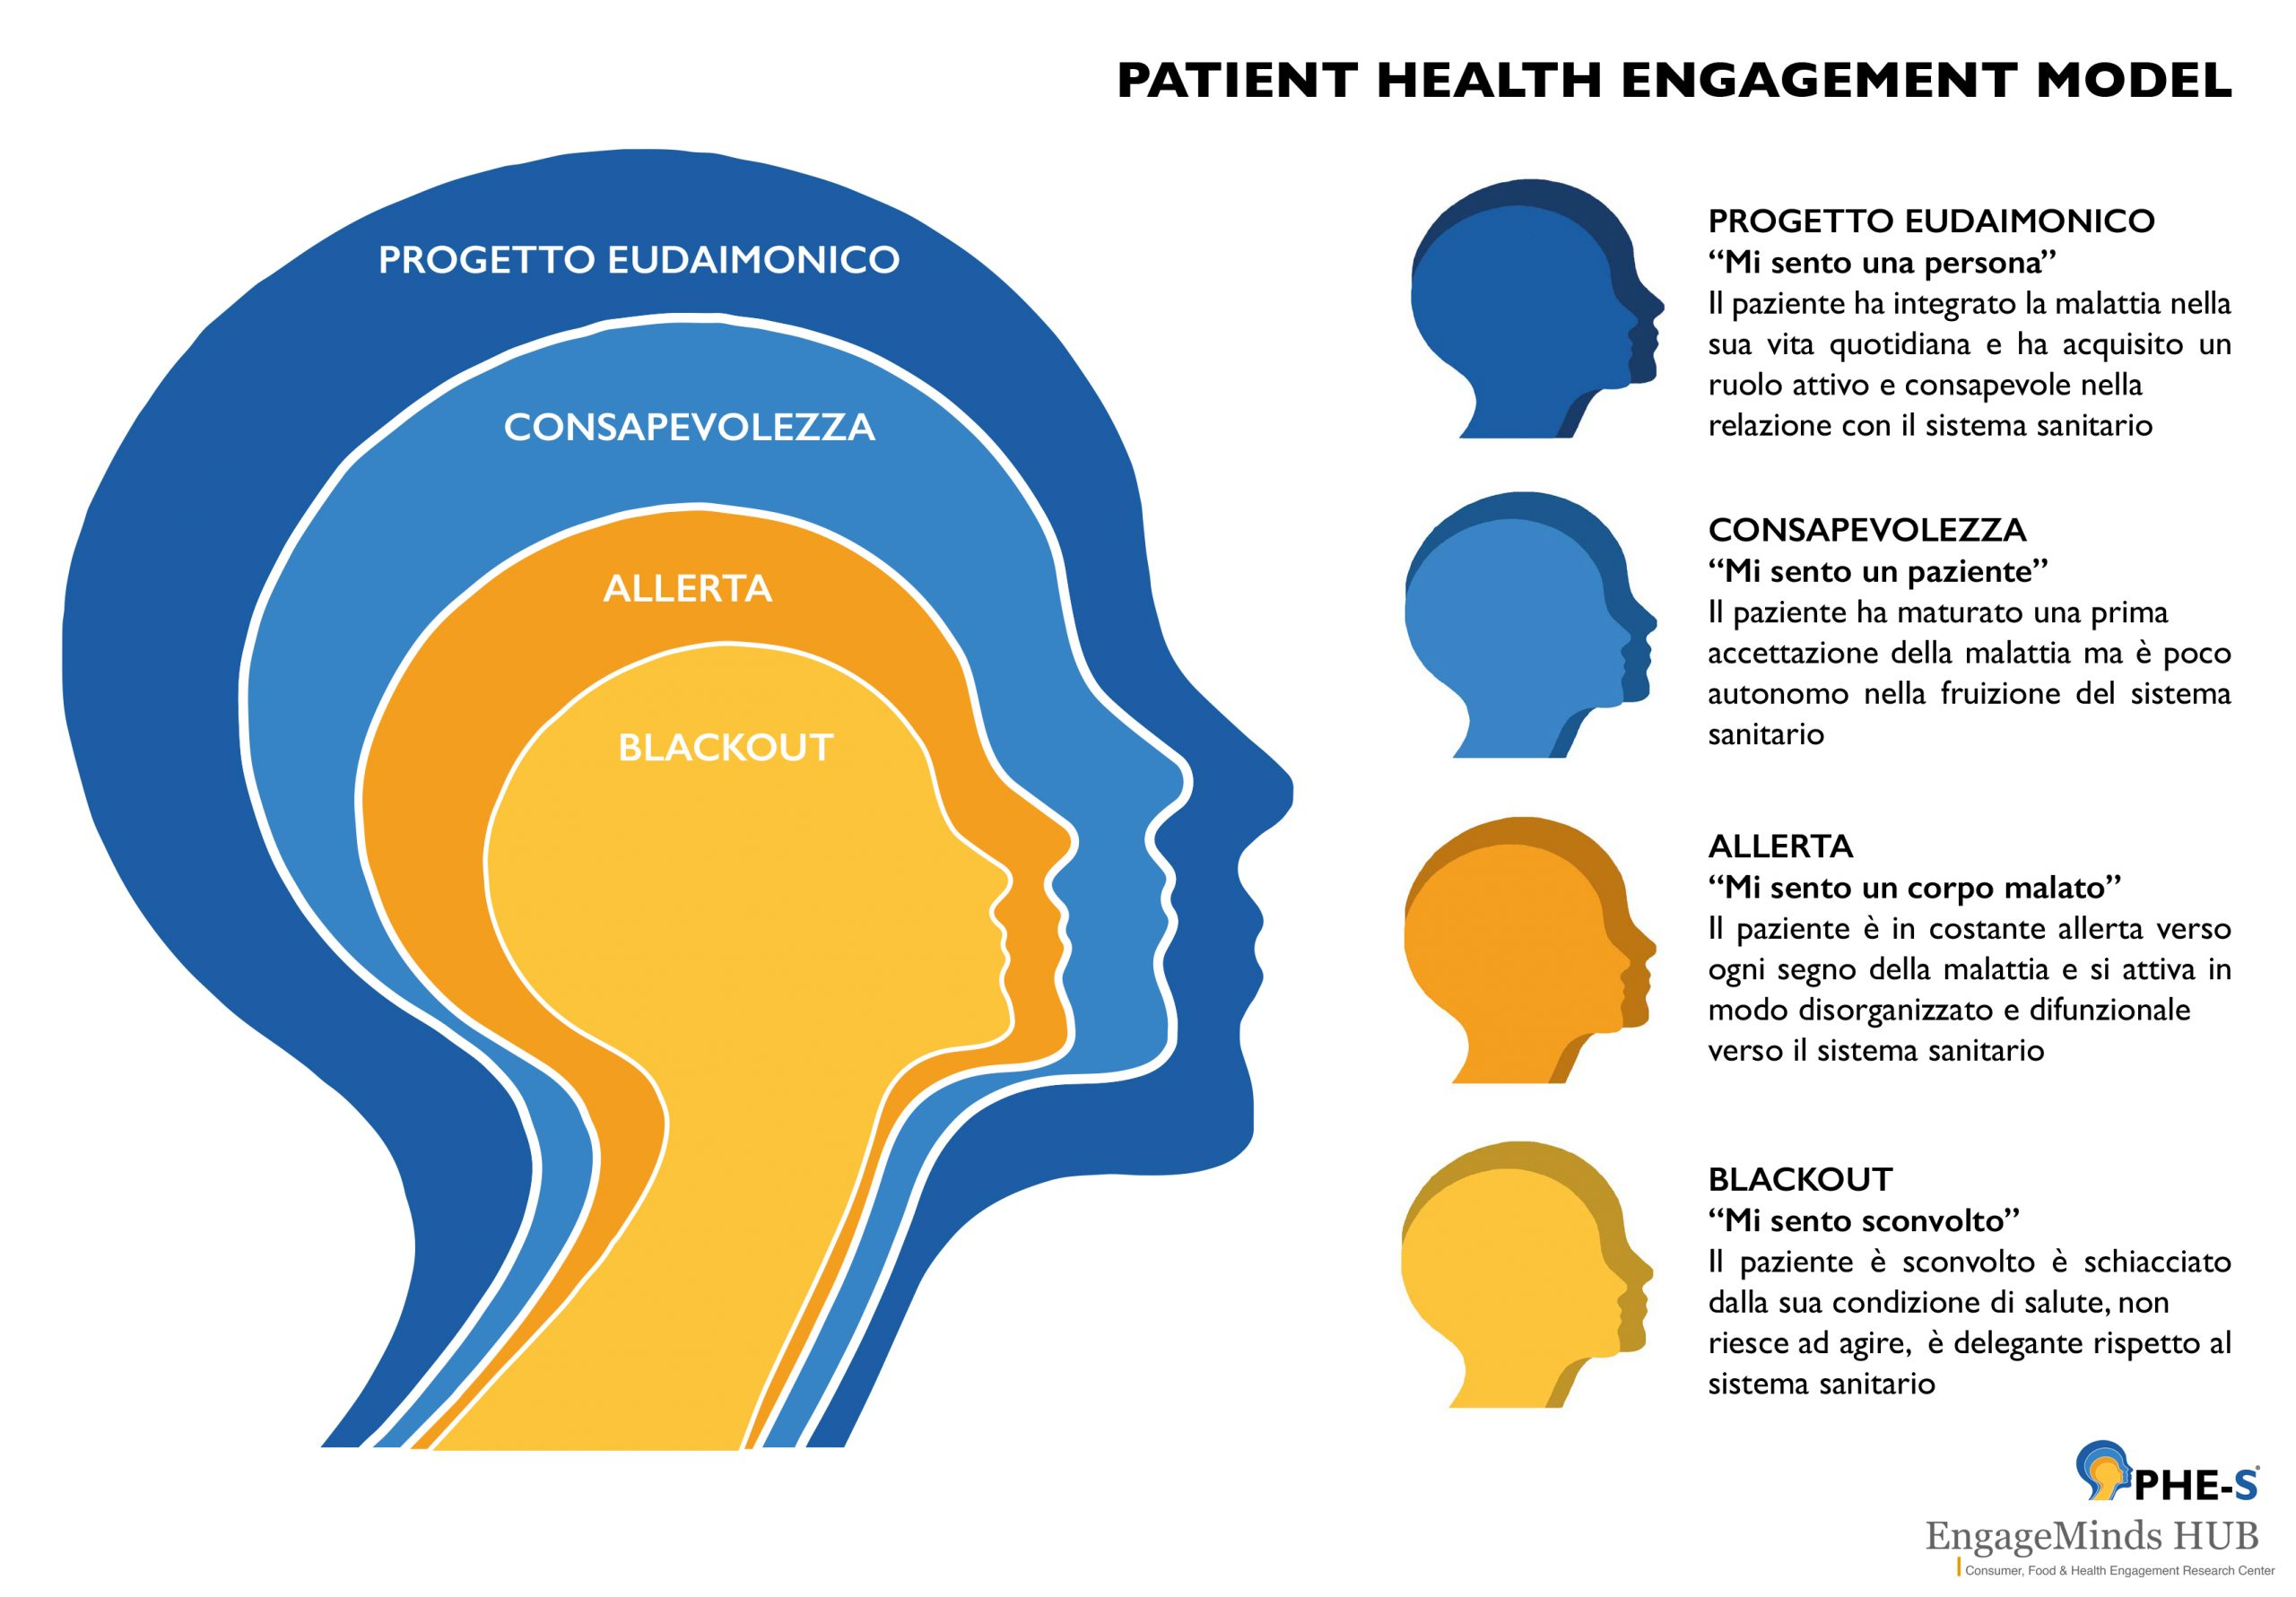 PATIENT HEALTH ENGAGEMENT MODEL
PROGETTO EUDAIMONICO
CONSAPEVOLEZZA
ALLERTA
BLACKOUT
PROGETTO EUDAIMONICO
“Mi sento una persona”
Il paziente ha integrato la malattia nella
sua vita quotidiana e ha acquisito un
ruolo attivo e consapevole nella
relazione con il sistema sanitario
CONSAPEVOLEZZA
“Mi sento un paziente”
Il paziente ha maturato una prima
accettazione della malattia ma è poco
autonomo nella fruizione del sistema
sanitario
ALLERTA
“Mi sento un corpo malato”
Il paziente è in costante allerta verso
ogni segno della malattia e si attiva in
modo disorganizzato e difunzionale
verso il sistema sanitario
BLACKOUT
“Mi sento sconvolto”
Il paziente è sconvolto è schiacciato
dalla sua condizione di salute, non
riesce ad agire, è delegante rispetto al
sistema sanitario
PHE-S
EngageMinds HUB
Consumer, Food & Health Engagement Research Center